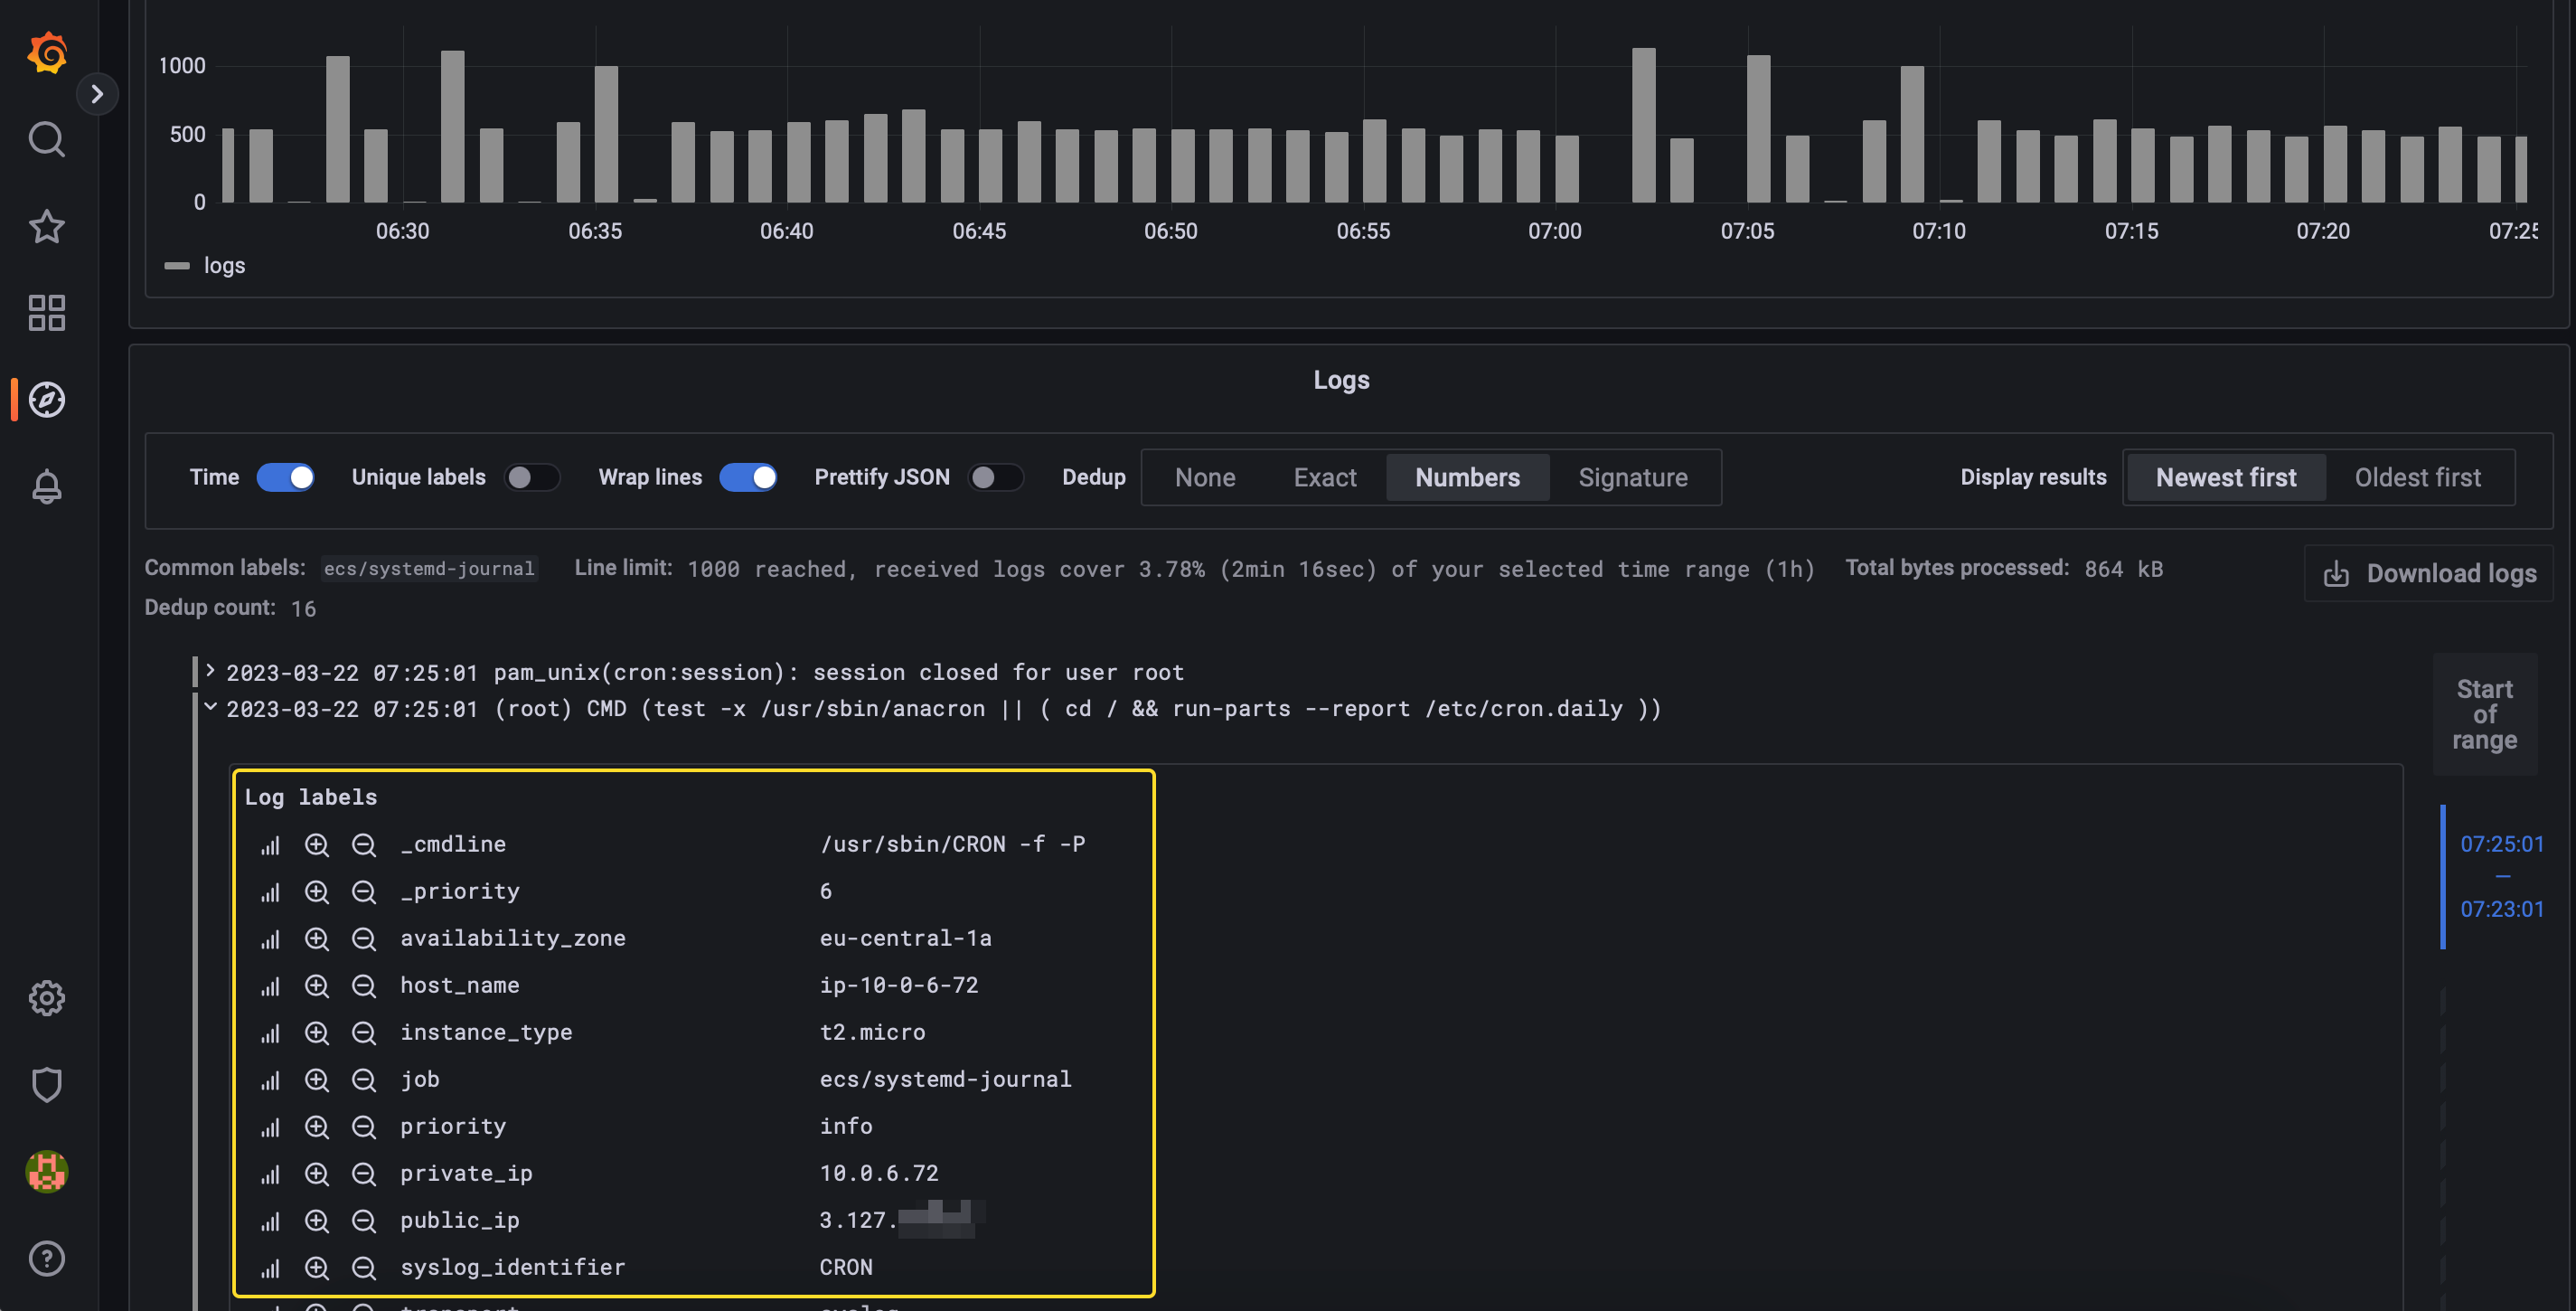 1000
500
0
06:30 06:35 06:40 06:45 06:50 06:55 07:00 07:05 07:10 07:15 07:20 07:25
logs
Logs
Time Unique labels Wrap lines Prettify JSON Dedup None Exact Numbers Signature Display results Newest first Oldest first
Common labels: ecs/systemd-journal Line limit: 1000 reached, received logs cover 3.78% (2min 16sec) of your selected time range (1h) Total bytes processed: 864 kB Download logs
Dedup count: 16
2023-03-22 07:25:01 pam_unix(cron:session): session closed for user root
2023-03-22 07:25:01 (root) CMD (test -x /usr/sbin/anacron || ( cd / && run-parts --report /etc/cron.daily ))
Start
of
range
Log labels
_cmdline /usr/sbin/CRON -f -P
_priority 6
availability_zone eu-central-1a
host_name ip-10-0-6-72
instance_type t2.micro
job ecs/systemd-journal
priority info
private_ip 10.0.6.72
public_ip 3.127.
syslog_identifier CRON
07:25:01
—
07:23:01